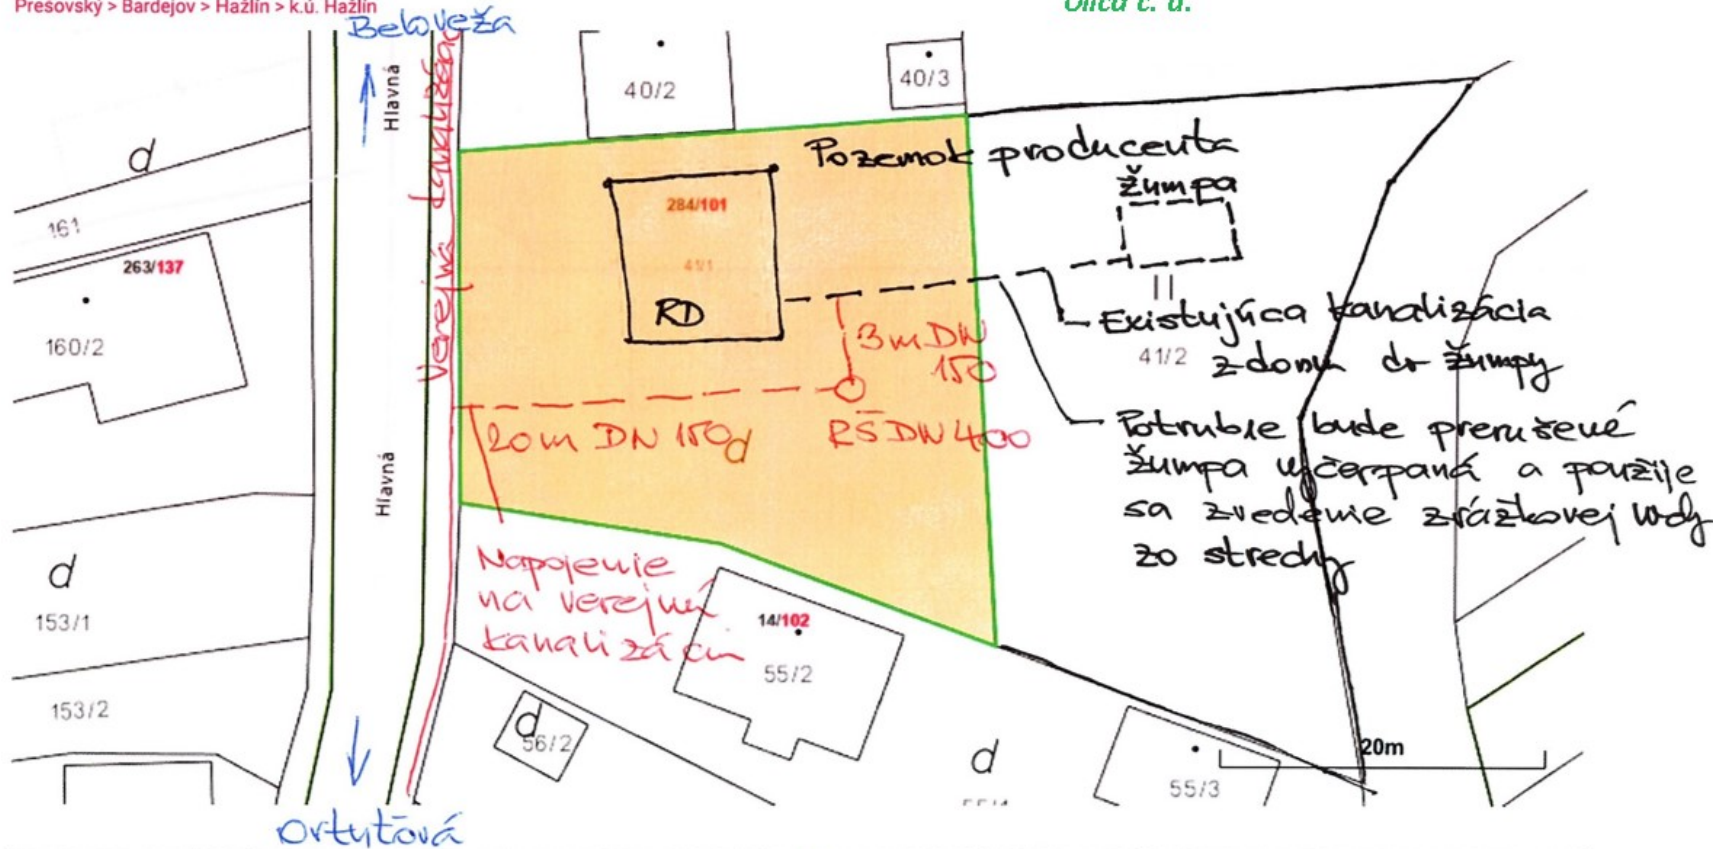 Prešovský > Bardejov > Hažlín > k.ú. Hažlín
Ulica č. d.
Beloveža
Hlavná
Verejná kanalizácia
40/2
40/3
d
161
263/137
160/2
Pozemok producenta
žumpa
284/101
41/1
RD
Existujúca kanalizácia
41/2
z domu do žumpy
3m DN
150
20m DN 150
d
RŠ DN 400
Potrubie bude prerušené
žumpa vyčerpaná a použije
sa zvedenie zrážkovej vody
zo strechy
Hlavná
Napojenie
na verejnú
kanalizáciu
d
153/1
153/2
14/102
55/2
d
56/2
d
20m
55/3
55/1
Ortuťová